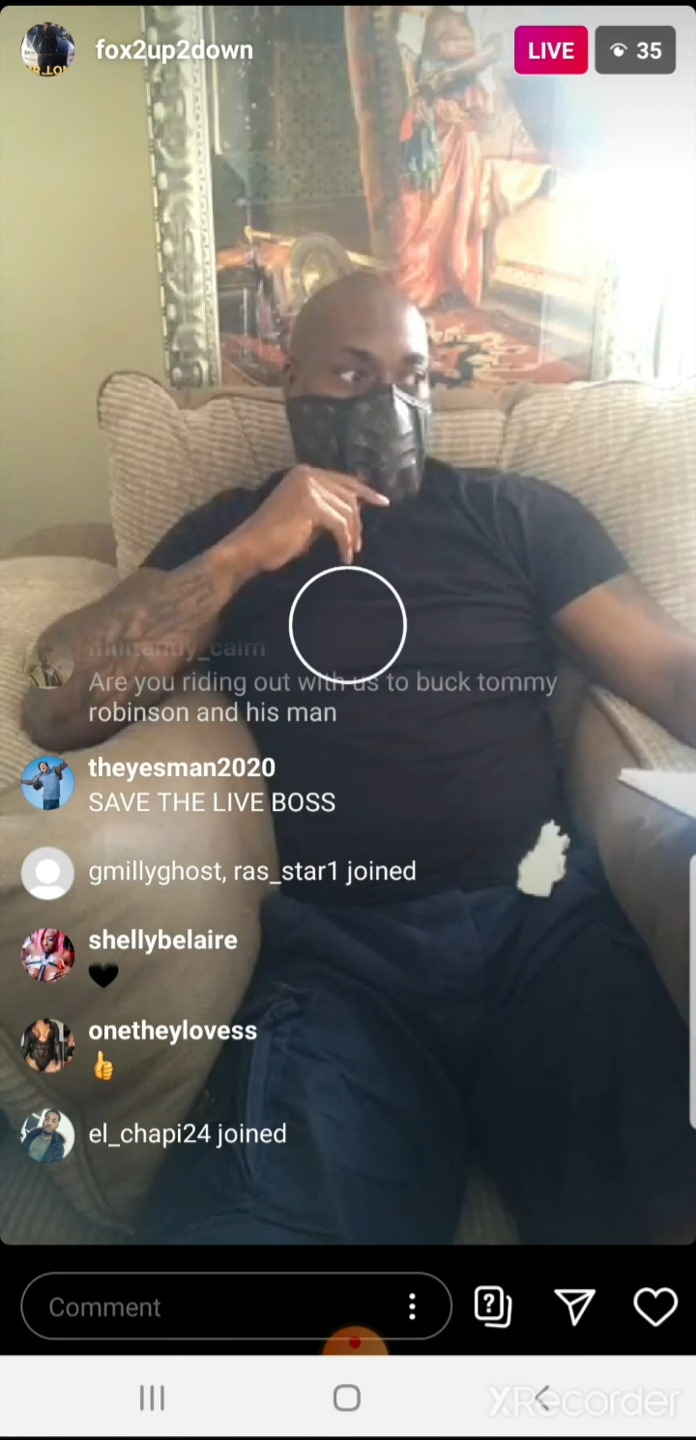 fox2up2down
LIVE
35
militantly_calm
Are you riding out with us to buck tommy
robinson and his man
theyesman2020
SAVE THE LIVE BOSS
gmillyghost, ras_star1 joined
shellybelaire
🖤
onetheylovess
👍
el_chapi24 joined
Comment
XRecorder